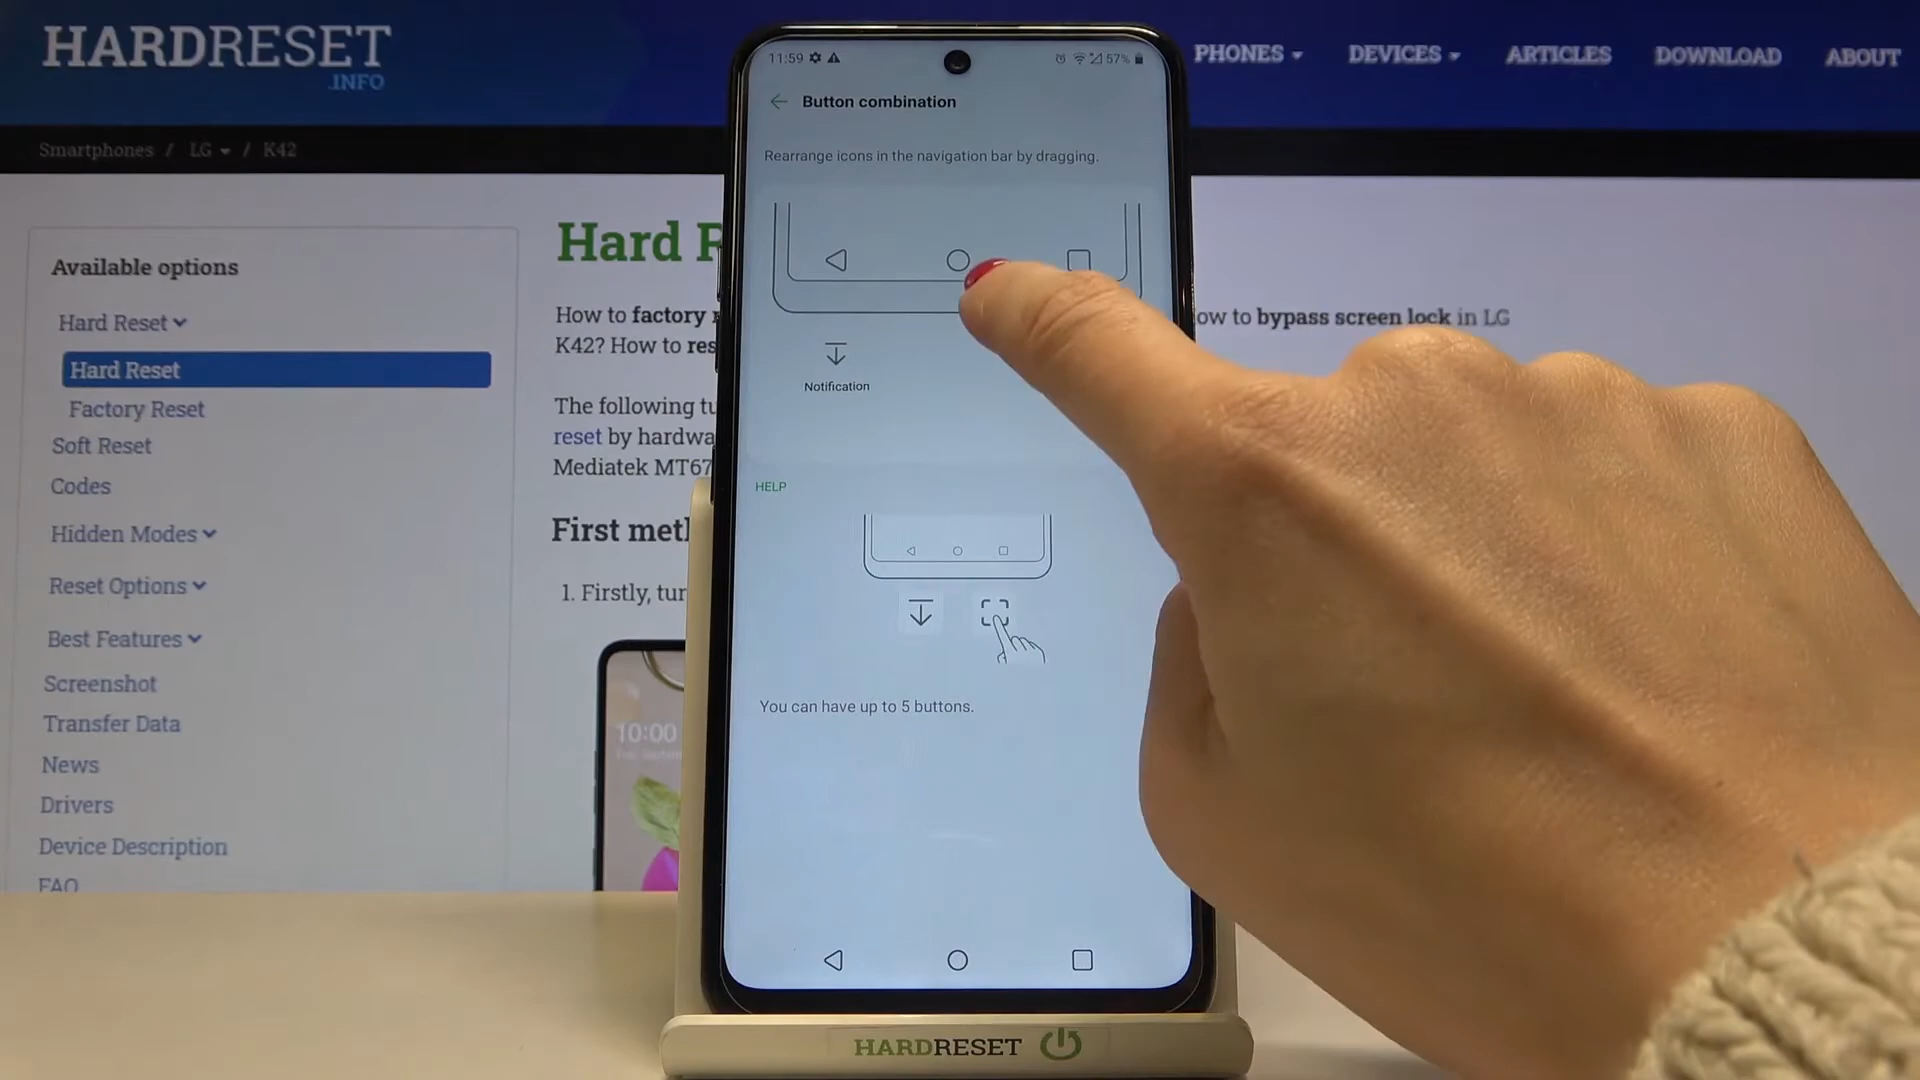 HARDRESET
.INFO
PHONES
DEVICES
ARTICLES
DOWNLOAD
ABOUT
Smartphones / LG / K42
Available options
Hard Reset
Hard Reset
Factory Reset
Soft Reset
Codes
Hidden Modes
Reset Options
Best Features
Screenshot
Transfer Data
News
Drivers
Device Description
FAQ
Hard R
How to factory
ow to bypass screen lock in LG
K42? How to res
The following tu
reset by hardwa
Mediatek MT67
First met
1. Firstly, tur
10:00
11:59
57%
Button combination
Rearrange icons in the navigation bar by dragging.
Notification
HELP
You can have up to 5 buttons.
HARDRESET